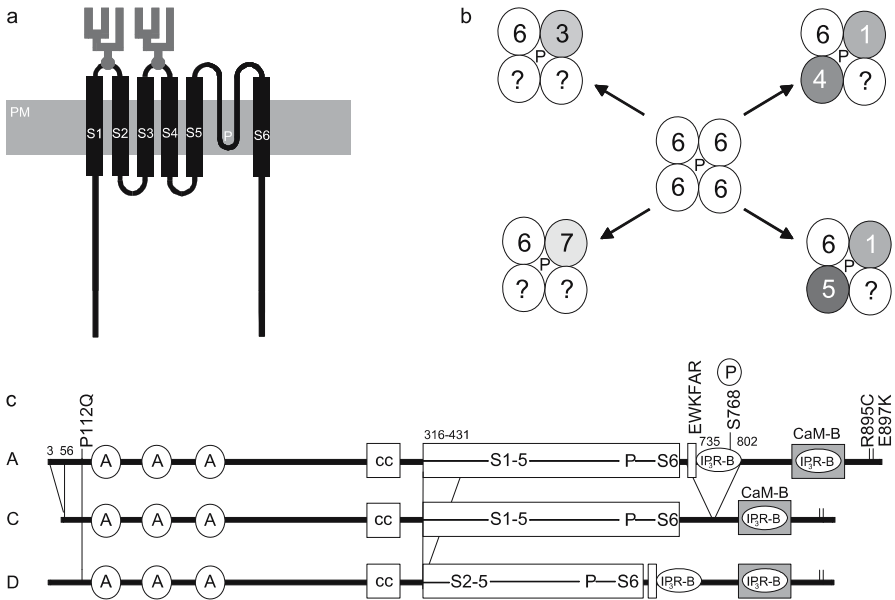 a
PM
S1 S2 S3 S4 S5 P S6
b
6 3
P
? ?
6 1
P
4 ?
6 6
P
6 6
6 7
P
? ?
6 1
P
5 ?
c
P112Q
EWKFAR
P
S768
R895C
E897K
3 56
316-431
735 802
CaM-B
A
A A A cc S1-5 P S6 IP3R-B IP3R-B
CaM-B
C
A A A cc S1-5 P S6 IP3R-B
D
A A A cc S2-5 P S6 IP3R-B IP3R-B